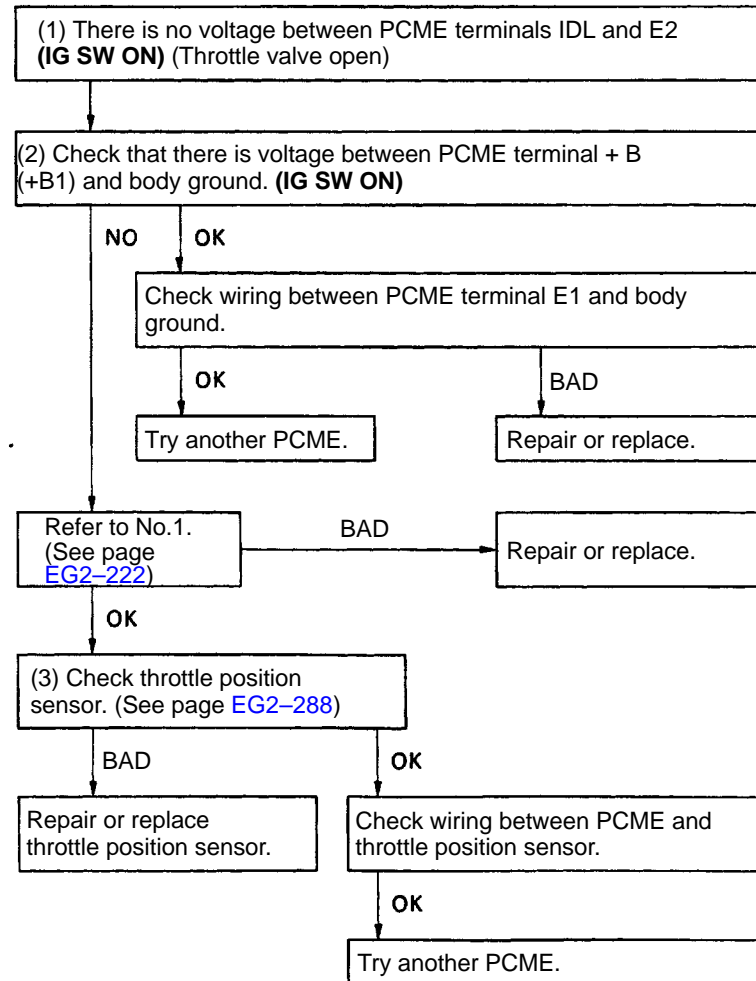 (1) There is no voltage between PCME terminals IDL and E2
(IG SW ON) (Throttle valve open)
(2) Check that there is voltage between PCME terminal + B
(+B1) and body ground. (IG SW ON)
NO
OK
Check wiring between PCME terminal E1 and body
ground.
OK
BAD
Try another PCME.
Repair or replace.
Refer to No.1.
(See page
EG2–222)
BAD
Repair or replace.
OK
(3) Check throttle position
sensor. (See page EG2–288)
BAD
OK
Repair or replace
throttle position sensor.
Check wiring between PCME and
throttle position sensor.
OK
Try another PCME.